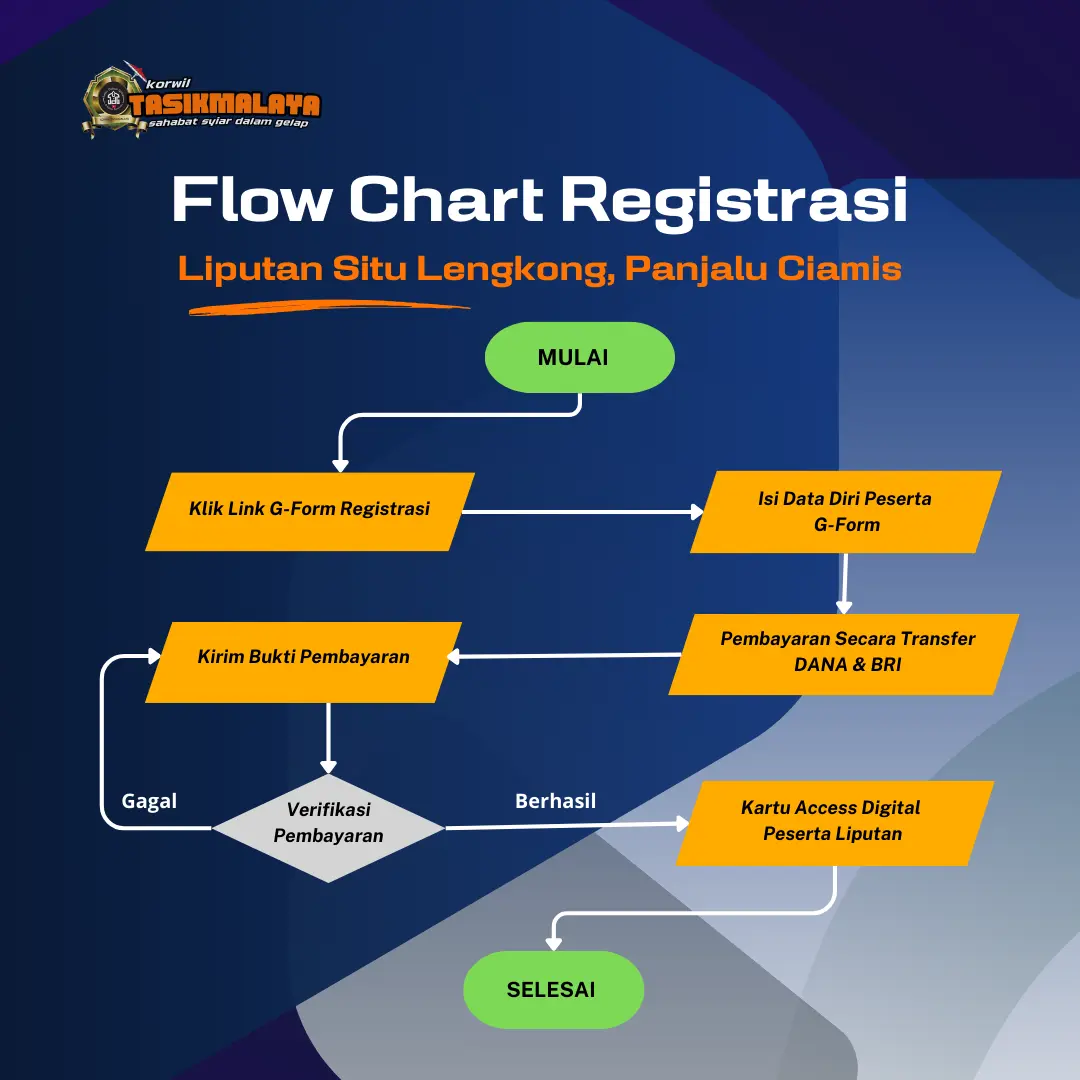 korwil
TASIKMALAYA
sahabat syiar dalam gelap
Flow Chart Registrasi
Liputan Situ Lengkong, Panjalu Ciamis
MULAI
Klik Link G-Form Registrasi
Isi Data Diri Peserta
G-Form
Pembayaran Secara Transfer
DANA & BRI
Kirim Bukti Pembayaran
Verifikasi
Pembayaran
Gagal
Berhasil
Kartu Access Digital
Peserta Liputan
SELESAI